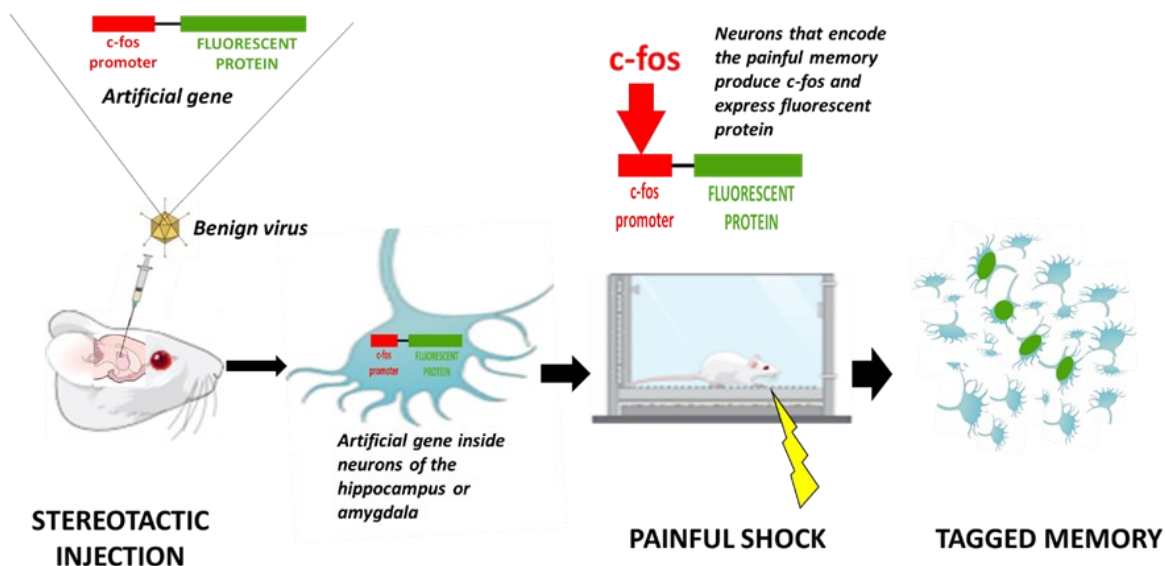 c-fos
promoter
FLUORESCENT
PROTEIN
Artificial gene
Benign virus
c-fos
promoter
FLUORESCENT
PROTEIN
Artificial gene inside
neurons of the
hippocampus or
amygdala
c-fos
Neurons that encode
the painful memory
produce c-fos and
express fluorescent
protein
c-fos
promoter
FLUORESCENT
PROTEIN
STEREOTACTIC
INJECTION
PAINFUL SHOCK
TAGGED MEMORY